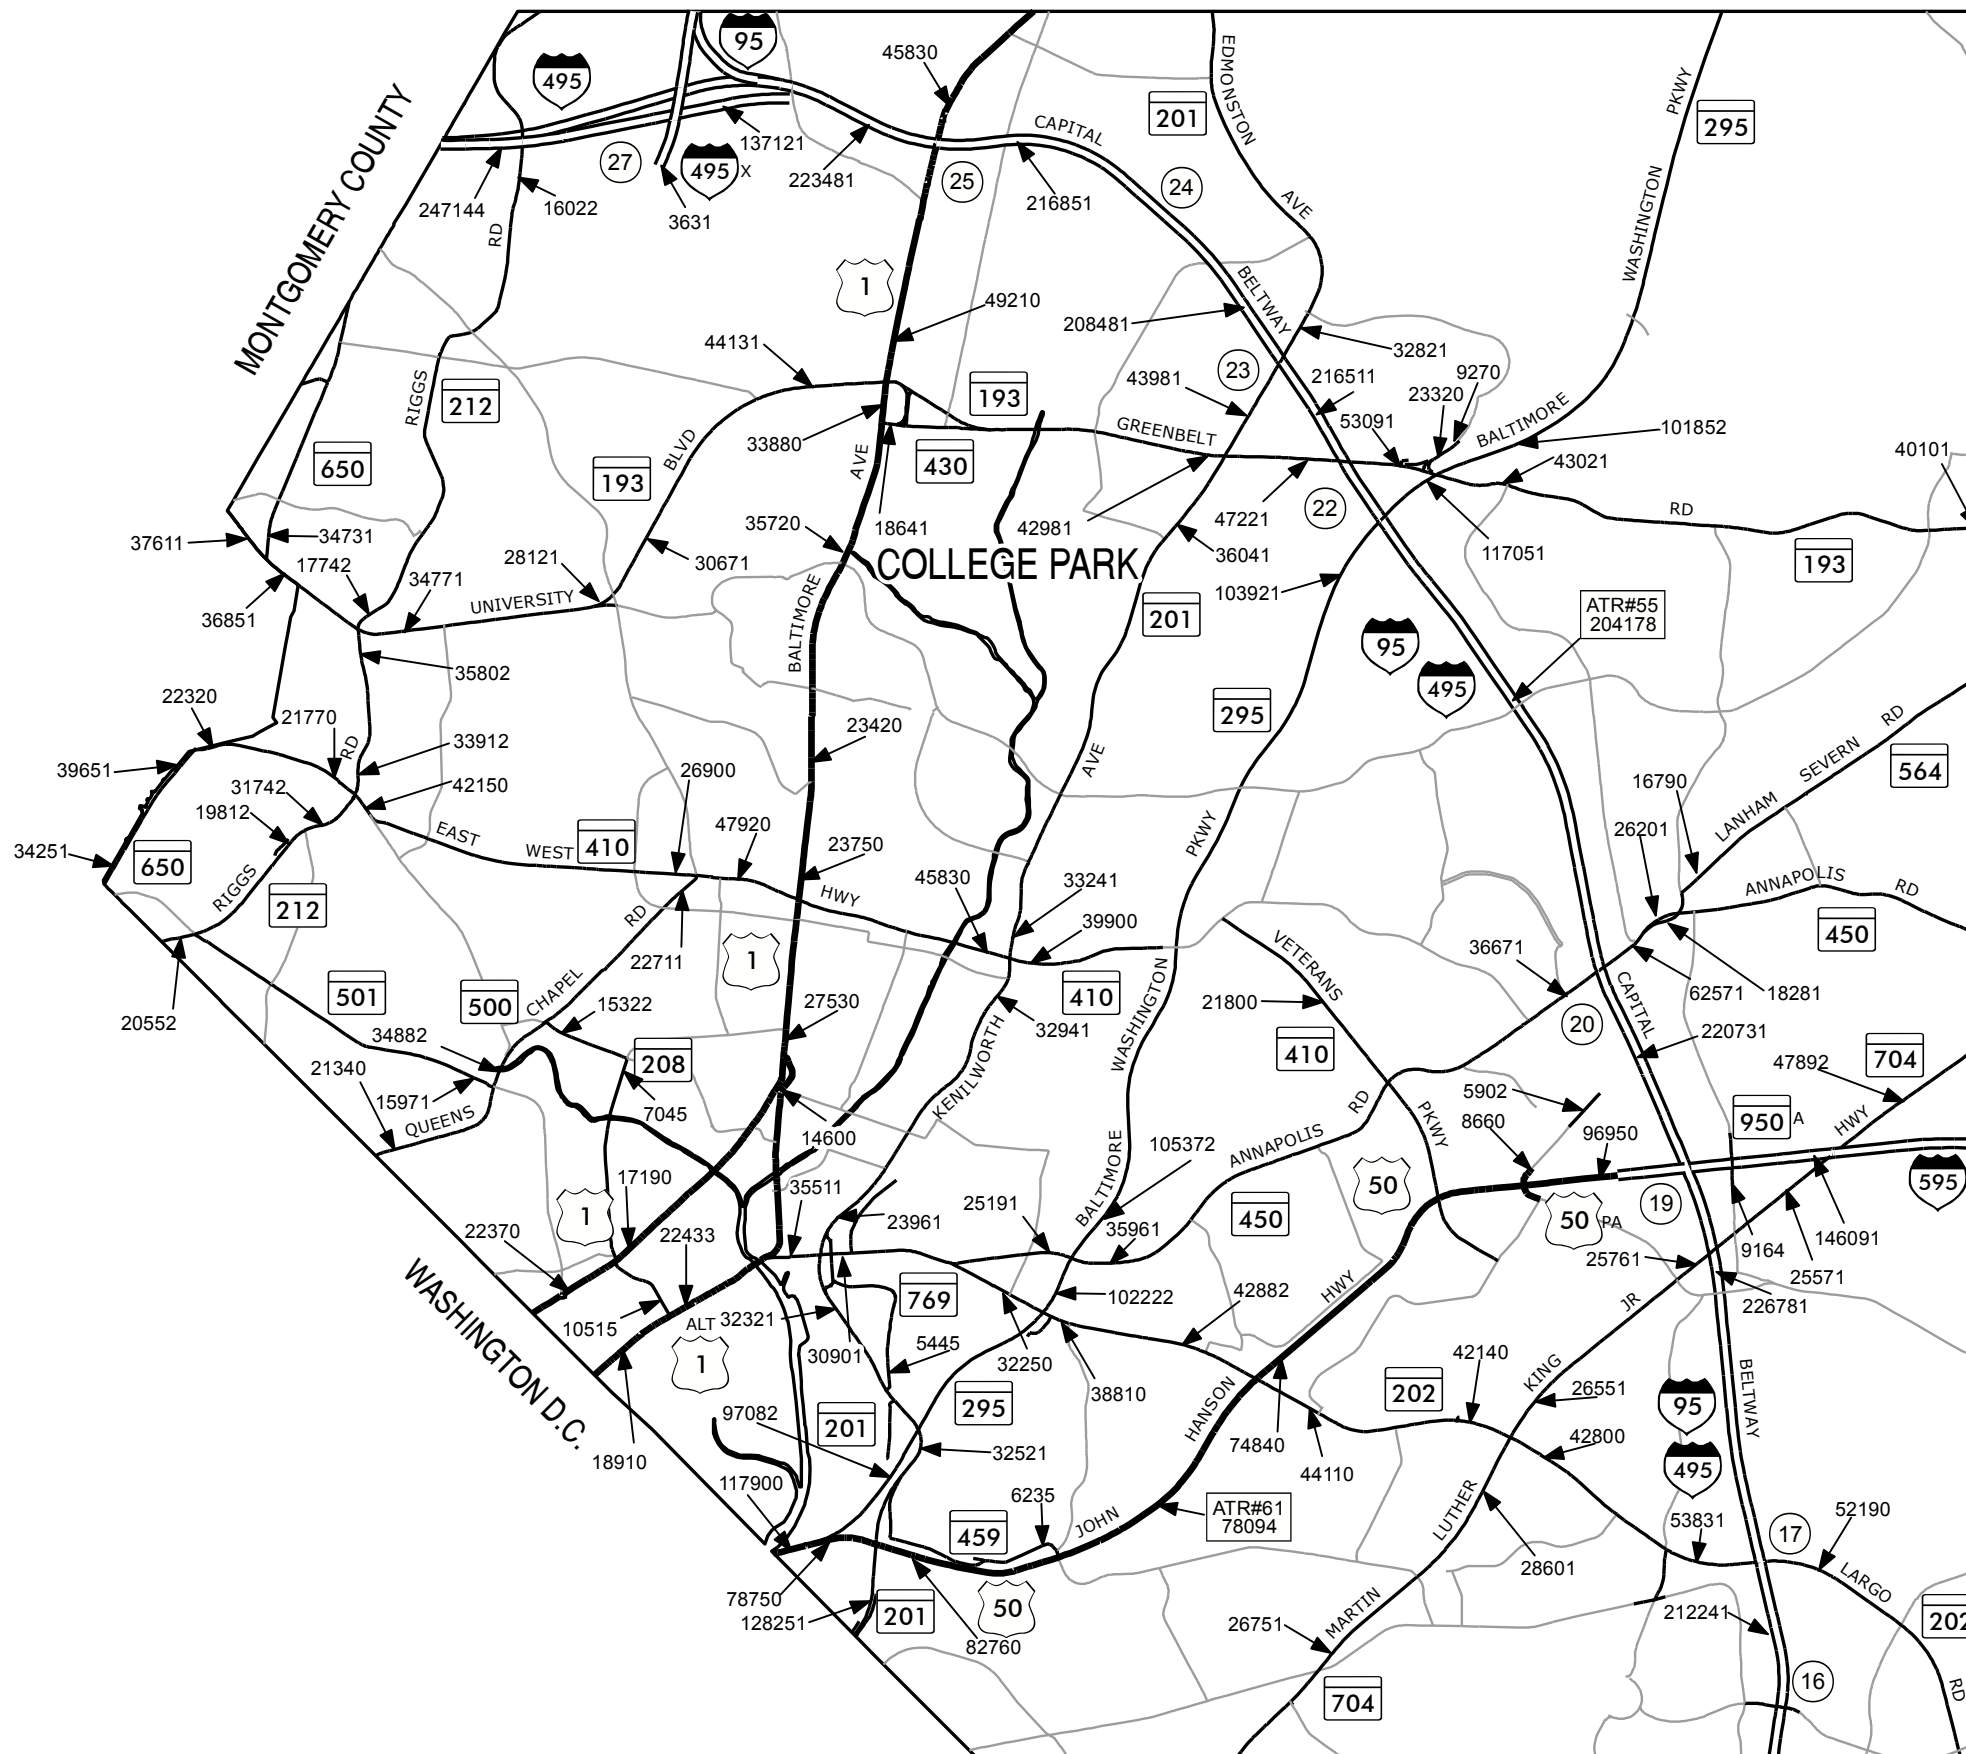 95
495
45830
EDMONSTON
AVE
201
PKWY
295
WASHINGTON
CAPITAL
137121
27
495 X
223481
25
24
216851
247144
16022
3631
RD
MONTGOMERY COUNTY
1
49210
BELTWAY
208481
32821
44131
23
43981
216511
9270
23320
53091
193
GREENBELT
BALTIMORE
101852
40101
RIGGS
212
33880
AVE
BLVD
193
650
430
43021
RD
37611
34731
17742
34771
28121
30671
35720
18641
42981
47221
22
36041
117051
193
COLLEGE PARK
103921
36851
UNIVERSITY
BALTIMORE
201
ATR#55
204178
95
495
35802
22320
21770
RD
295
33912
23420
AVE
RD
SEVERN
564
39651
31742
42150
26900
16790
19812
EAST
WEST
410
47920
23750
PKWY
LANHAM
26201
34251
650
HWY
45830
33241
ANNAPOLIS
RD
RIGGS
212
RD
39900
450
22711
1
VETERANS
36671
501
500
CHAPEL
15322
27530
410
21800
62571
18281
20552
34882
WASHINGTON
32941
20
CAPITAL
220731
208
410
704
21340
15971
QUEENS
7045
KENILWORTH
47892
5902
RD
PKWY
8660
96950
950 A
HWY
14600
105372
ANNAPOLIS
BALTIMORE
50
595
17190
35511
1
22370
22433
23961
25191
35961
450
50 PA
19
9164
146091
25761
25571
WASHINGTON D.C.
769
102222
42882
HWY
226781
10515
ALT
32321
JR
1
30901
5445
32250
38810
42140
KING
202
26551
95
BELTWAY
97082
201
295
HANSON
18910
32521
74840
44110
42800
495
117900
6235
ATR#61
78094
LUTHER
459
JOHN
53831
17
52190
28601
78750
128251
201
50
82760
26751
MARTIN
212241
LARGO
202
704
16
RD